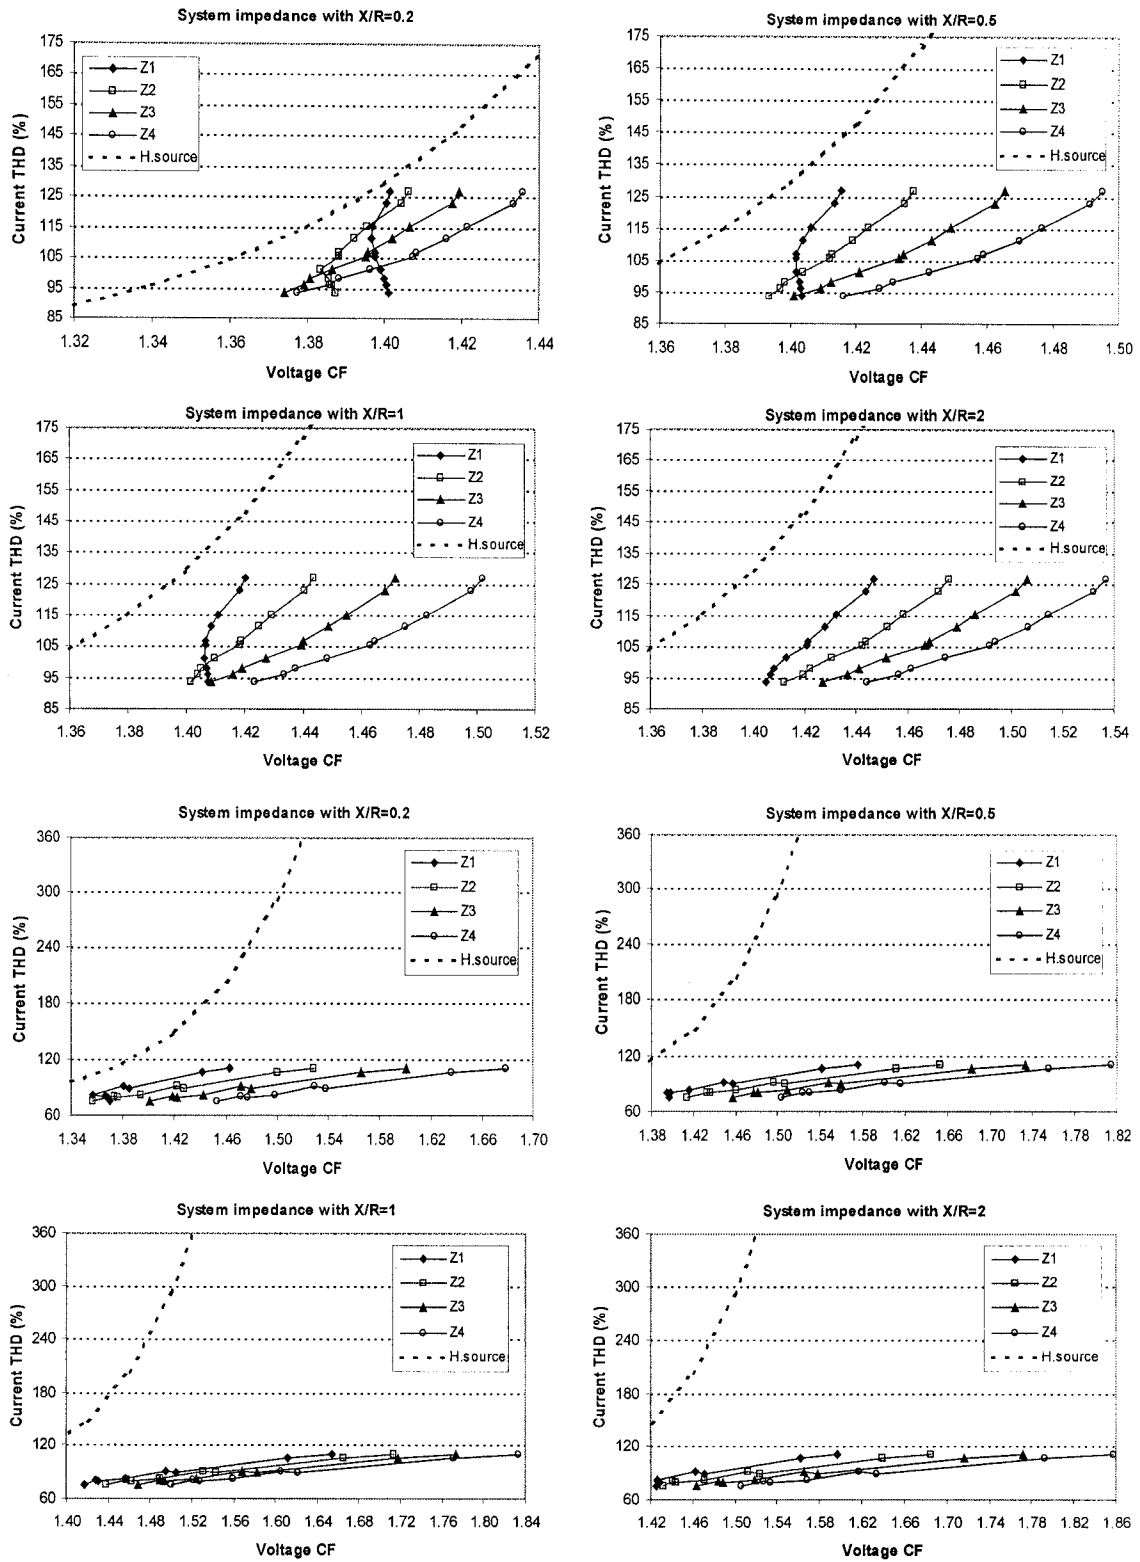 System impedance with X/R=0.2
175
165
155
145
135
125
115
105
95
85
Current THD (%)
Z1
Z2
Z3
Z4
H.source
1.32 1.34 1.36 1.38 1.40 1.42 1.44
Voltage CF
System impedance with X/R=0.5
175
165
155
145
135
125
115
105
95
85
Current THD (%)
Z1
Z2
Z3
Z4
H.source
1.36 1.38 1.40 1.42 1.44 1.46 1.48 1.50
Voltage CF
System impedance with X/R=1
175
165
155
145
135
125
115
105
95
85
Current THD (%)
Z1
Z2
Z3
Z4
H.source
1.36 1.38 1.40 1.42 1.44 1.46 1.48 1.50 1.52
Voltage CF
System impedance with X/R=2
175
165
155
145
135
125
115
105
95
85
Current THD (%)
Z1
Z2
Z3
Z4
H.source
1.36 1.38 1.40 1.42 1.44 1.46 1.48 1.50 1.52 1.54
Voltage CF
System impedance with X/R=0.2
360
300
240
180
120
60
Current THD (%)
Z1
Z2
Z3
Z4
H.source
1.34 1.38 1.42 1.46 1.50 1.54 1.58 1.62 1.66 1.70
Voltage CF
System impedance with X/R=0.5
360
300
240
180
120
60
Current THD (%)
Z1
Z2
Z3
Z4
H.source
1.38 1.42 1.46 1.50 1.54 1.58 1.62 1.66 1.70 1.74 1.78 1.82
Voltage CF
System impedance with X/R=1
360
300
240
180
120
60
Current THD (%)
Z1
Z2
Z3
Z4
H.source
1.40 1.44 1.48 1.52 1.56 1.60 1.64 1.68 1.72 1.76 1.80 1.84
Voltage CF
System impedance with X/R=2
360
300
240
180
120
60
Current THD (%)
Z1
Z2
Z3
Z4
H.source
1.42 1.46 1.50 1.54 1.58 1.62 1.66 1.70 1.74 1.78 1.82 1.86
Voltage CF